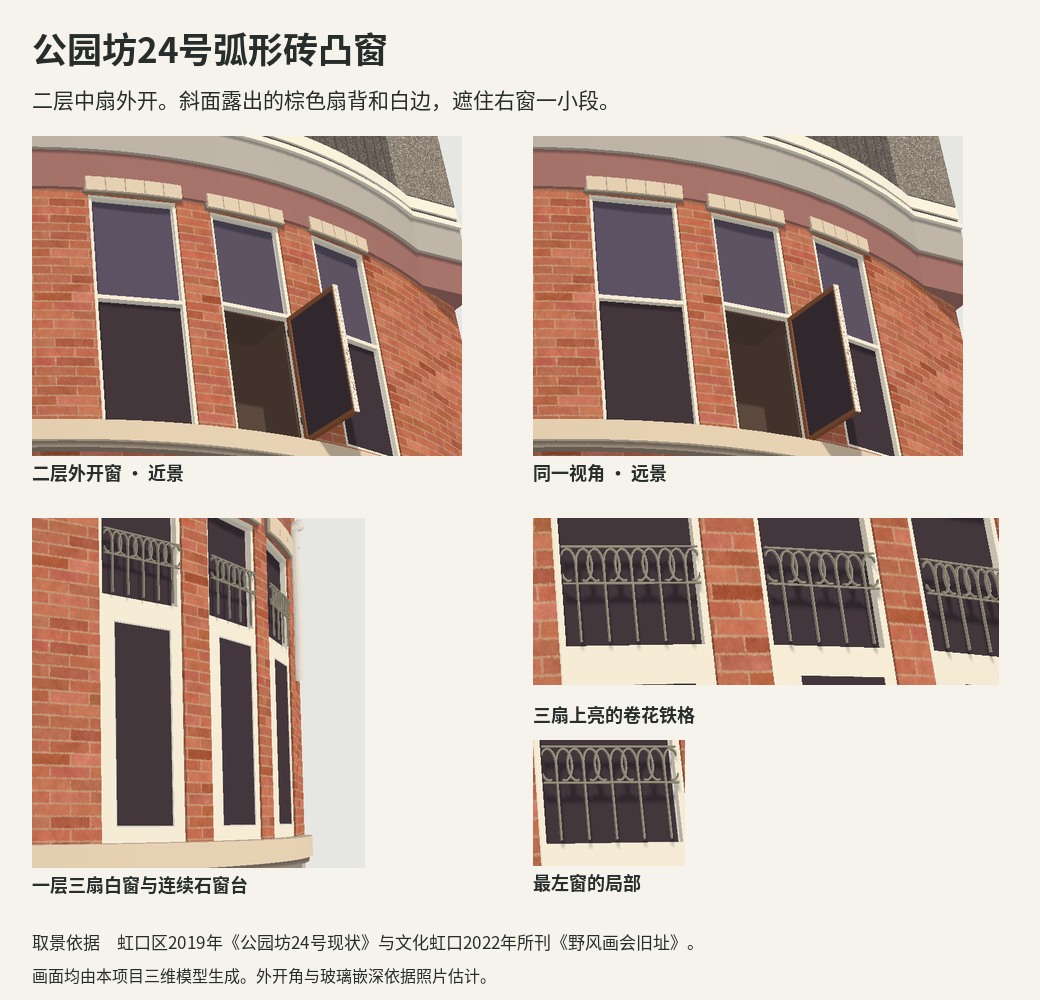 公园坊24号弧形砖凸窗
二层中扇外开。斜面露出的棕色扇背和白边，遮住右窗一小段。
二层外开窗 · 近景
同一视角 · 远景
三扇上亮的卷花铁格
一层三扇白窗与连续石窗台
最左窗的局部
取景依据　虹口区2019年《公园坊24号现状》与文化虹口2022年所刊《野风画会旧址》。
画面均由本项目三维模型生成。外开角与玻璃嵌深依据照片估计。